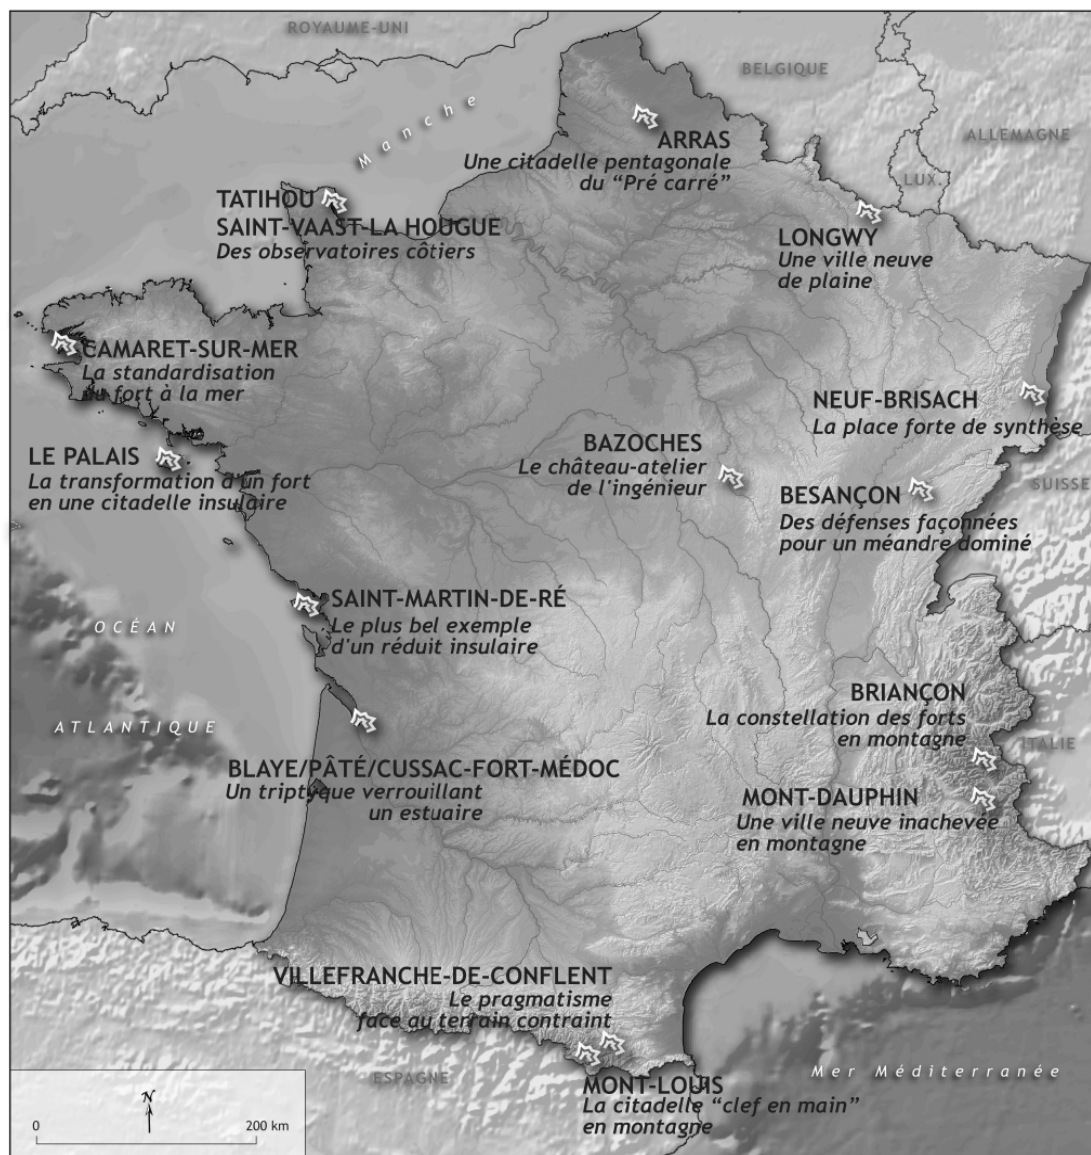 ROYAUME-UNI
BELGIQUE
ALLEMAGNE
LUX.
Manche
ARRAS
Une citadelle pentagonale
du “Pré carré”
TATIHOU
SAINT-VAAST-LA HOUGUE
Des observatoires côtiers
LONGWY
Une ville neuve
de plaine
CAMARET-SUR-MER
La standardisation
du fort à la mer
NEUF-BRISACH
La place forte de synthèse
BAZOCHES
Le château-atelier
de l'ingénieur
LE PALAIS
La transformation d'un fort
en une citadelle insulaire
BESANÇON
Des défenses façonnées
pour un méandre dominé
SUISSE
SAINT-MARTIN-DE-RÉ
Le plus bel exemple
d'un réduit insulaire
OCÉAN
ATLANTIQUE
BRIANÇON
La constellation des forts
en montagne
ITALIE
BLAYE/PÂTÉ/CUSSAC-FORT-MÉDOC
Un triptyque verrouillant
un estuaire
MONT-DAUPHIN
Une ville neuve inachevée
en montagne
VILLEFRANCHE-DE-CONFLENT
Le pragmatisme
face au terrain contraint
ESPAGNE
Mer Méditerranée
MONT-LOUIS
La citadelle “clef en main”
en montagne
N
0 200 km